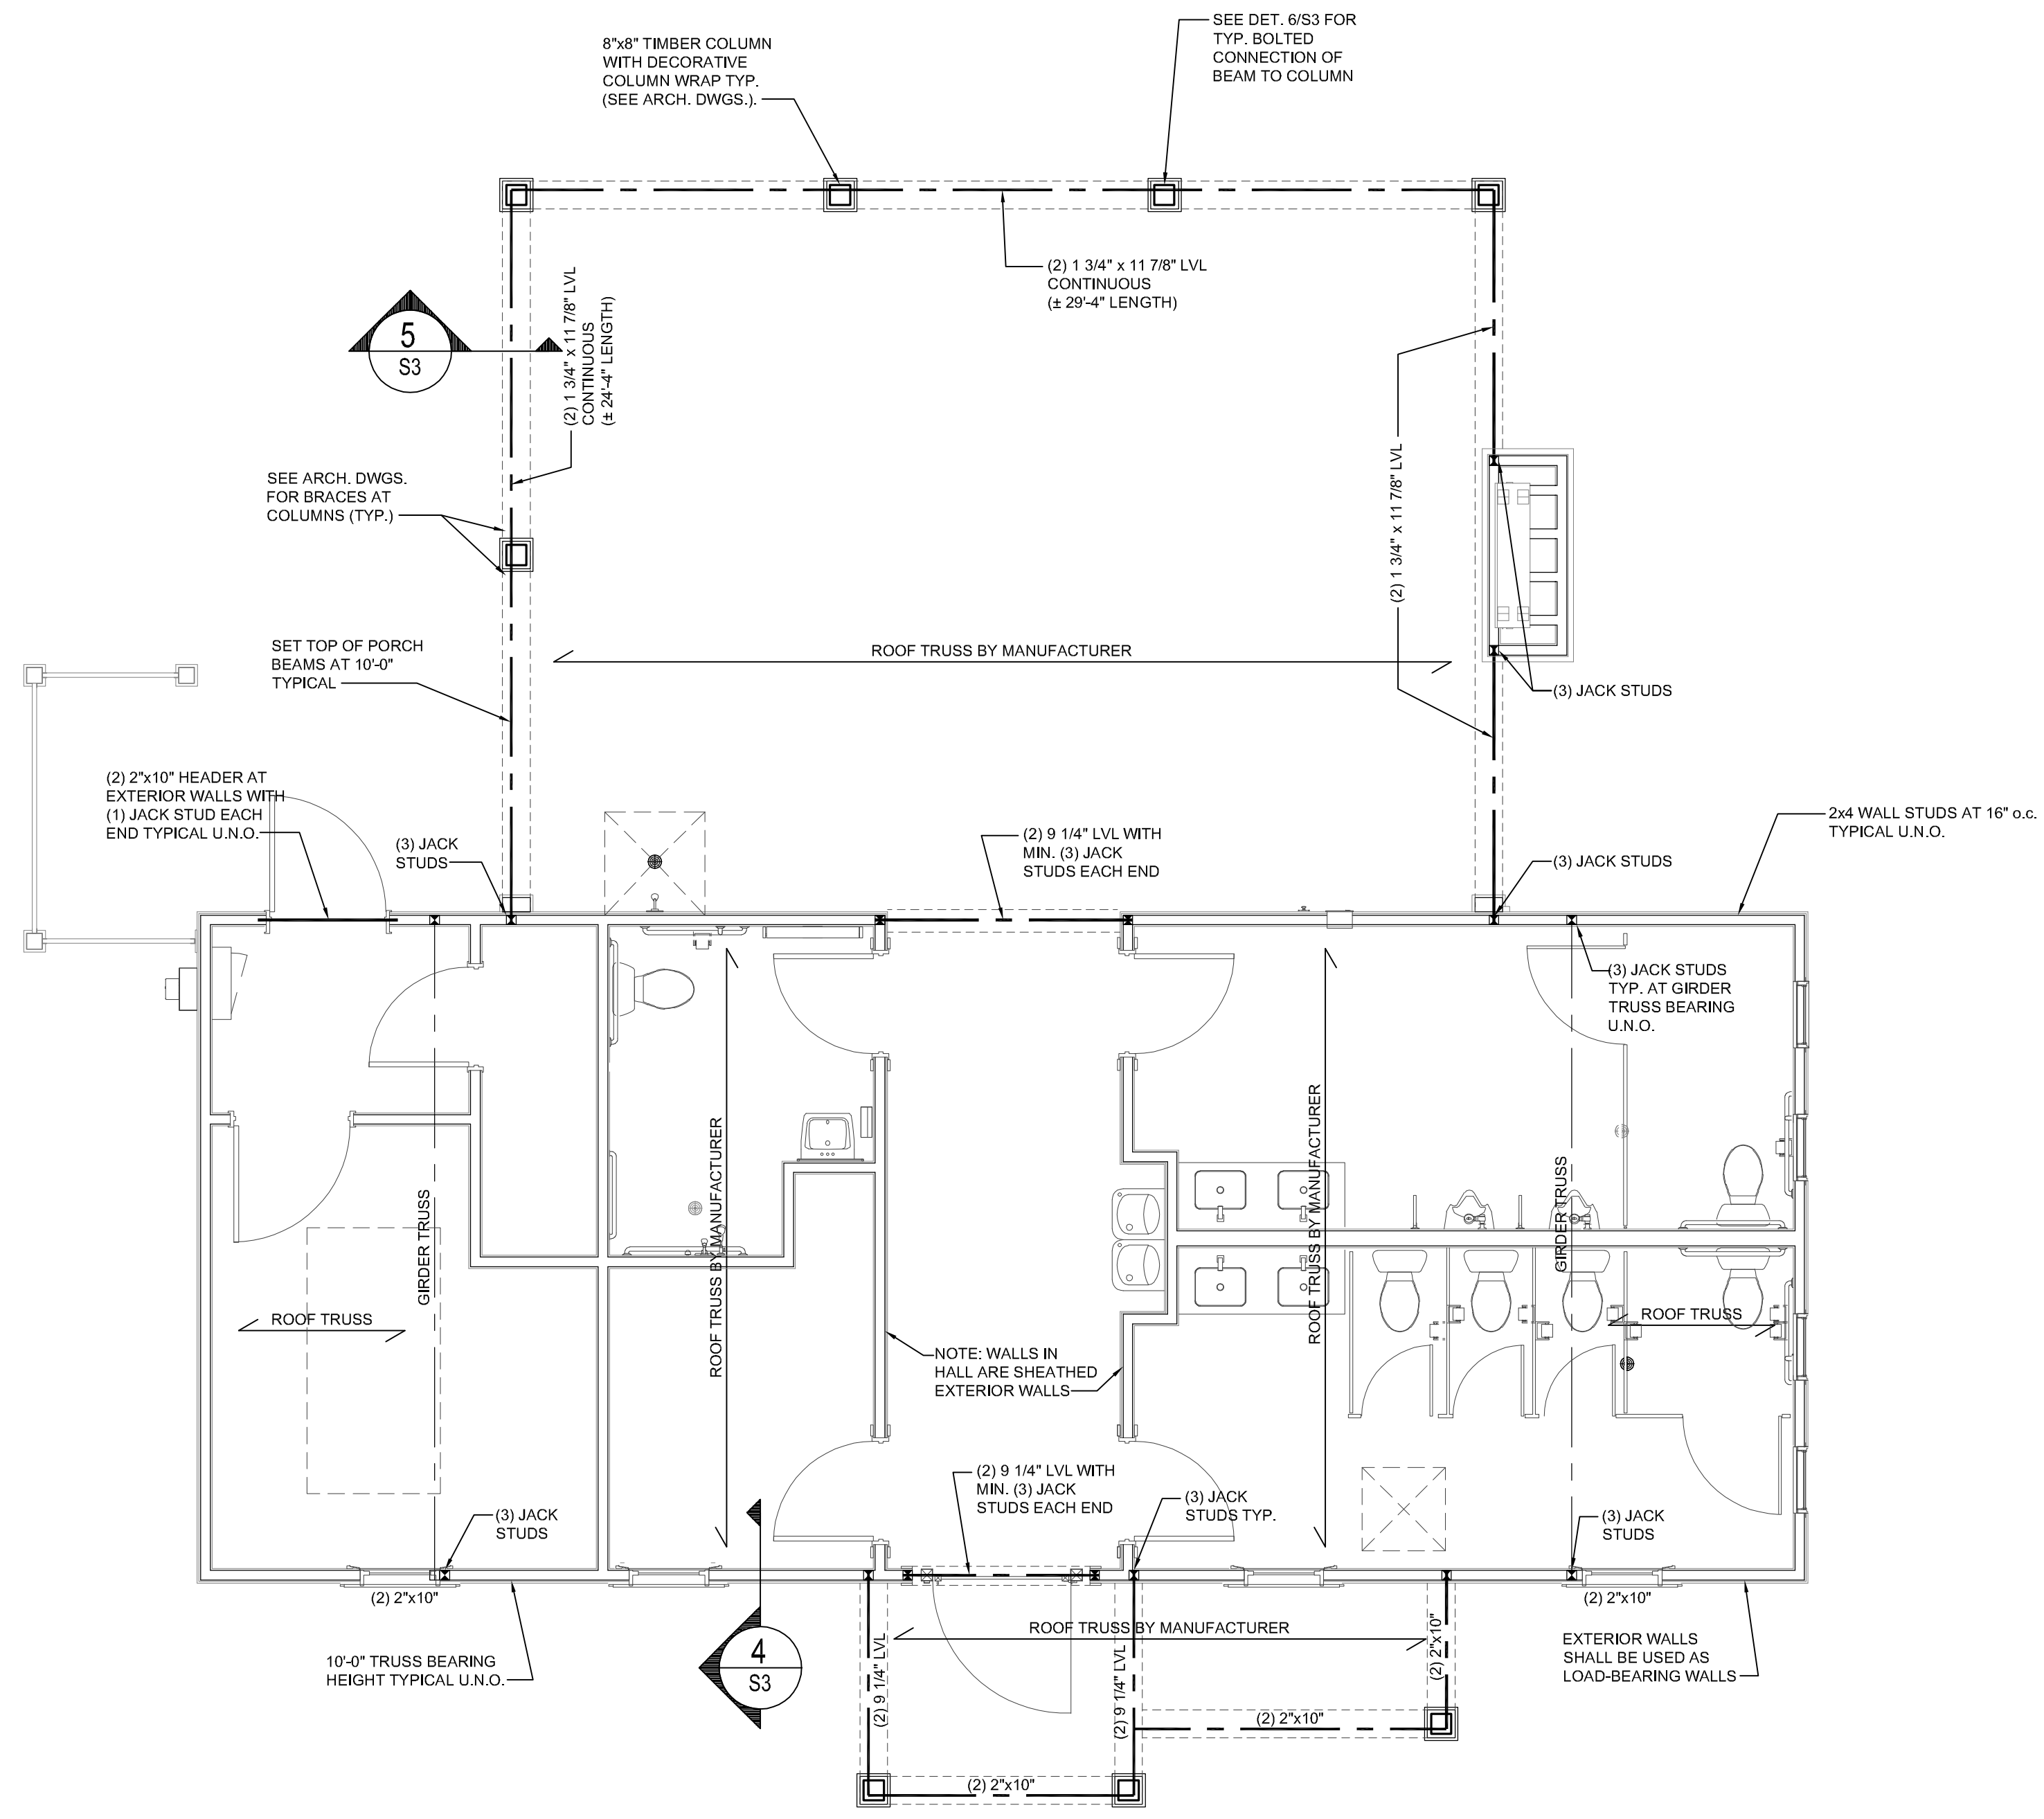 SEE DET. 6/S3 FOR
TYP. BOLTED
CONNECTION OF
BEAM TO COLUMN
8"x8" TIMBER COLUMN
WITH DECORATIVE
COLUMN WRAP TYP.
(SEE ARCH. DWGS.).
(2) 1 3/4" x 11 7/8" LVL
CONTINUOUS
(± 29'-4" LENGTH)
(2) 1 3/4" x 11 7/8" LVL
CONTINUOUS
(± 24'-4" LENGTH)
5
S3
(2) 1 3/4" x 11 7/8" LVL
SEE ARCH. DWGS.
FOR BRACES AT
COLUMNS (TYP.)
SET TOP OF PORCH
BEAMS AT 10'-0"
TYPICAL
ROOF TRUSS BY MANUFACTURER
(3) JACK STUDS
(2) 2"x10" HEADER AT
EXTERIOR WALLS WITH
(1) JACK STUD EACH
END TYPICAL U.N.O.
(3) JACK
STUDS
(2) 9 1/4" LVL WITH
MIN. (3) JACK
STUDS EACH END
(3) JACK STUDS
2x4 WALL STUDS AT 16" o.c.
TYPICAL U.N.O.
(3) JACK STUDS
TYP. AT GIRDER
TRUSS BEARING
U.N.O.
GIRDER TRUSS
ROOF TRUSS BY MANUFACTURER
ROOF TRUSS BY MANUFACTURER
GIRDER TRUSS
ROOF TRUSS
ROOF TRUSS
NOTE: WALLS IN
HALL ARE SHEATHED
EXTERIOR WALLS
(2) 9 1/4" LVL WITH
MIN. (3) JACK
STUDS EACH END
(3) JACK
STUDS TYP.
(3) JACK
STUDS
(3) JACK
STUDS
(2) 2"x10"
(2) 2"x10"
10'-0" TRUSS BEARING
HEIGHT TYPICAL U.N.O.
4
S3
(2) 9 1/4" LVL
ROOF TRUSS BY MANUFACTURER
(2) 9 1/4" LVL
(2) 2"x10"
EXTERIOR WALLS
SHALL BE USED AS
LOAD-BEARING WALLS
(2) 2"x10"
(2) 2"x10"